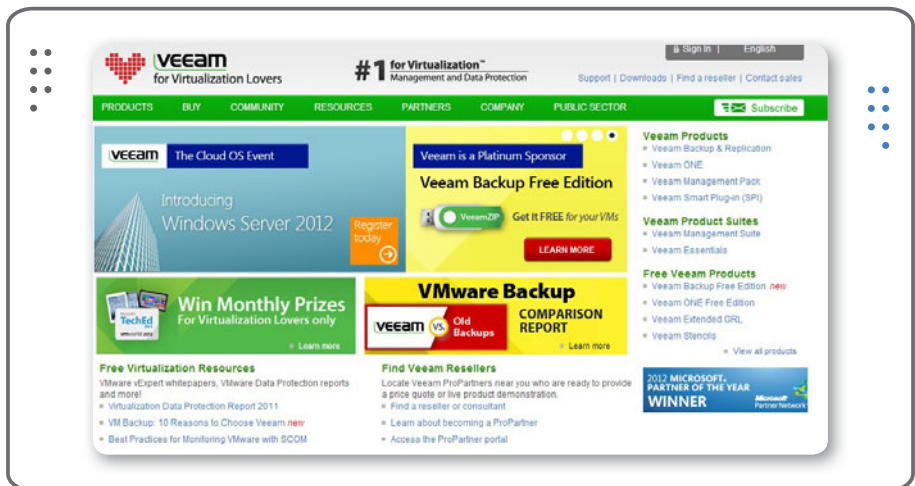 veeam
for Virtualization Lovers
#1 for Virtualization™
Management and Data Protection
Sign In | English
Support | Downloads | Find a reseller | Contact sales
PRODUCTS BUY COMMUNITY RESOURCES PARTNERS COMPANY PUBLIC SECTOR
Subscribe
veeam The Cloud OS Event
Introducing
Windows Server 2012
Register
today
Veeam is a Platinum Sponsor
Veeam Backup Free Edition
VeeamZIP
Get it FREE for your VMs
LEARN MORE
TechEd
vmworld 2012
Win Monthly Prizes
For Virtualization Lovers only
Learn more
VMware Backup
veeam VS. Old
Backups
COMPARISON
REPORT
Learn more
Free Virtualization Resources
VMware vExpert whitepapers, VMware Data Protection reports
and more!
Virtualization Data Protection Report 2011
VM Backup: 10 Reasons to Choose Veeam new
Best Practices for Monitoring VMware with SCOM
Find Veeam Resellers
Locate Veeam ProPartners near you who are ready to provide
a price quote or live product demonstration.
Find a reseller or consultant
Learn about becoming a ProPartner
Access the ProPartner portal
Veeam Products
Veeam Backup & Replication
Veeam ONE
Veeam Management Pack
Veeam Smart Plug-in (SPI)
Veeam Product Suites
Veeam Management Suite
Veeam Essentials
Free Veeam Products
Veeam Backup Free Edition new
Veeam ONE Free Edition
Veeam Extended GRL
Veeam Stencils
View all products
2012 MICROSOFT.
PARTNER OF THE YEAR
WINNER
Microsoft
Partner Network